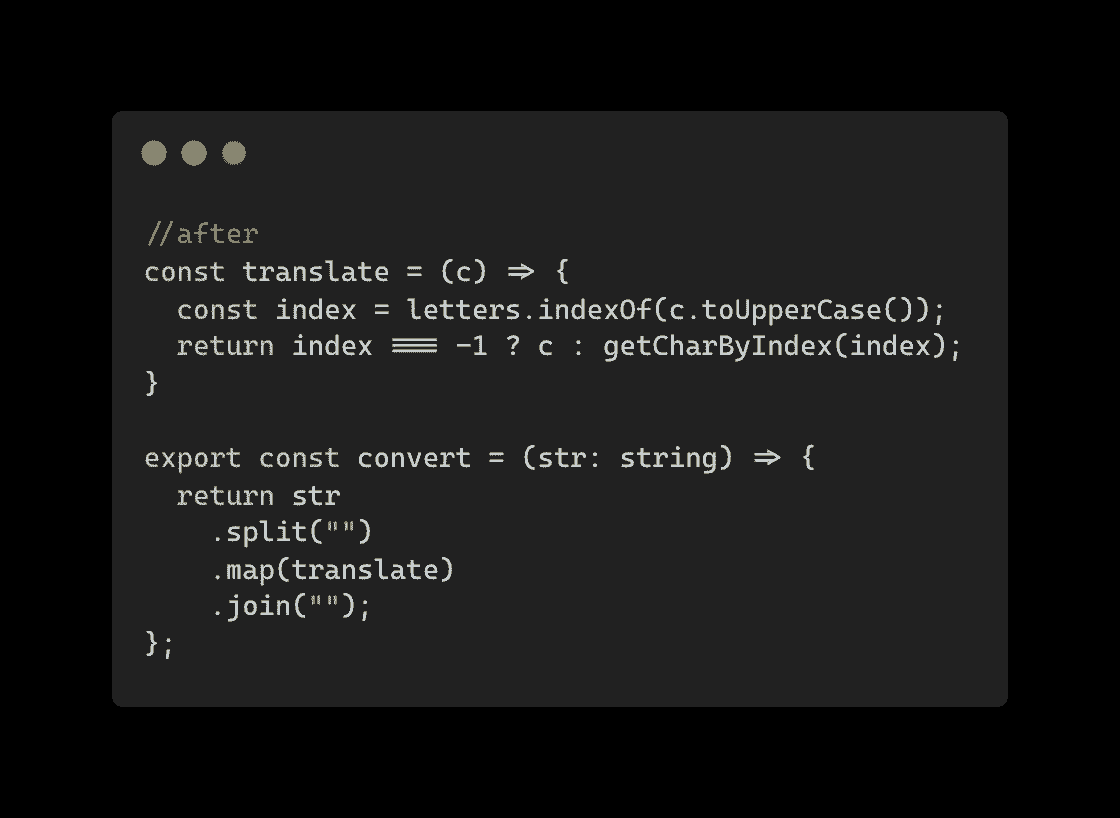 //after
const translate = (c) => {
  const index = letters.indexOf(c.toUpperCase());
  return index === -1 ? c : getCharByIndex(index);
}

export const convert = (str: string) => {
  return str
    .split("")
    .map(translate)
    .join("");
};